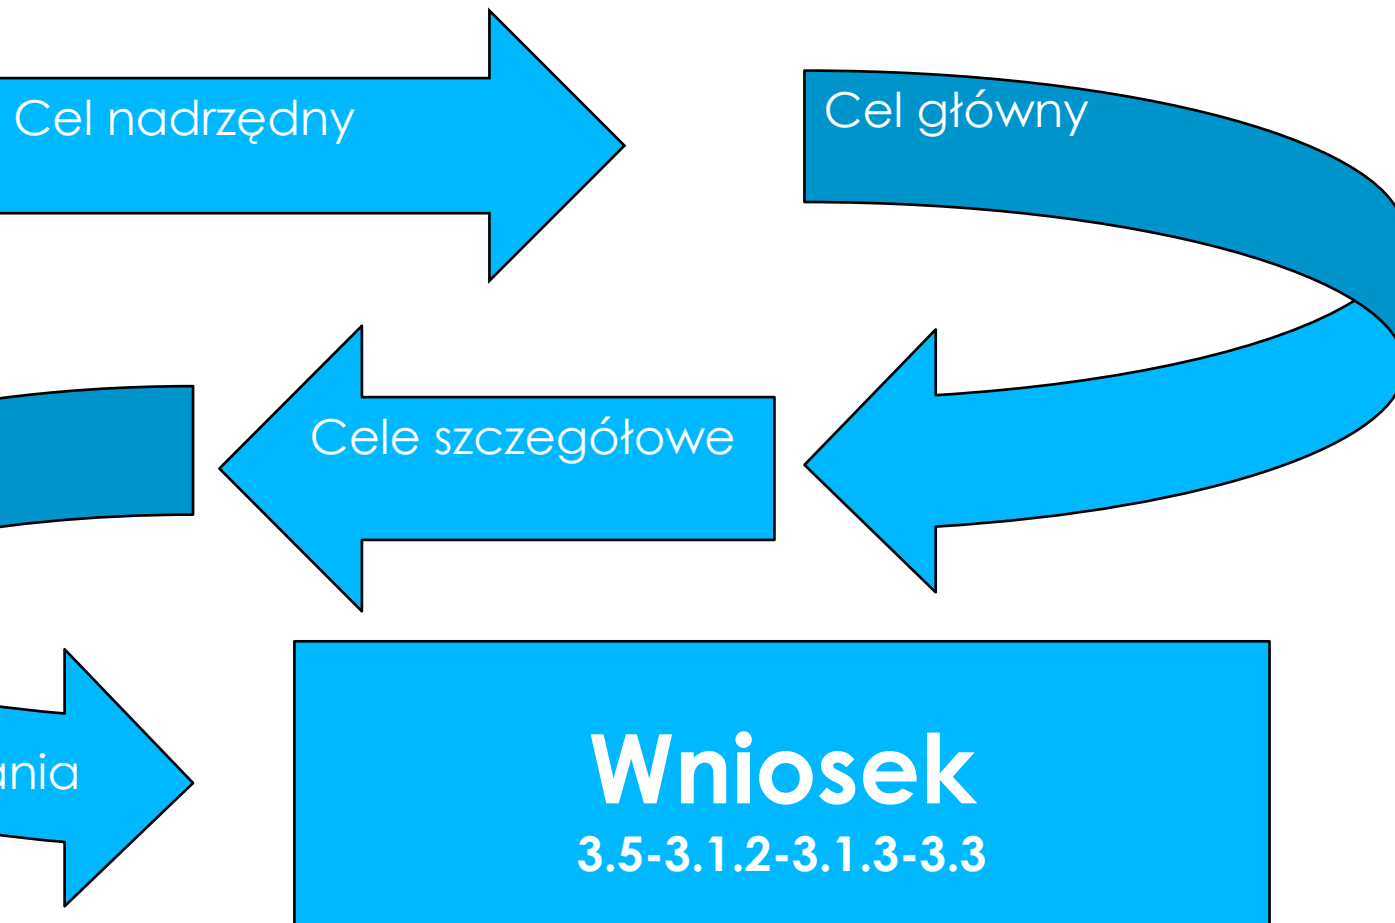 Cel nadrzędny
Cel główny
Cele szczegółowe
Wniosek
3.5-3.1.2-3.1.3-3.3